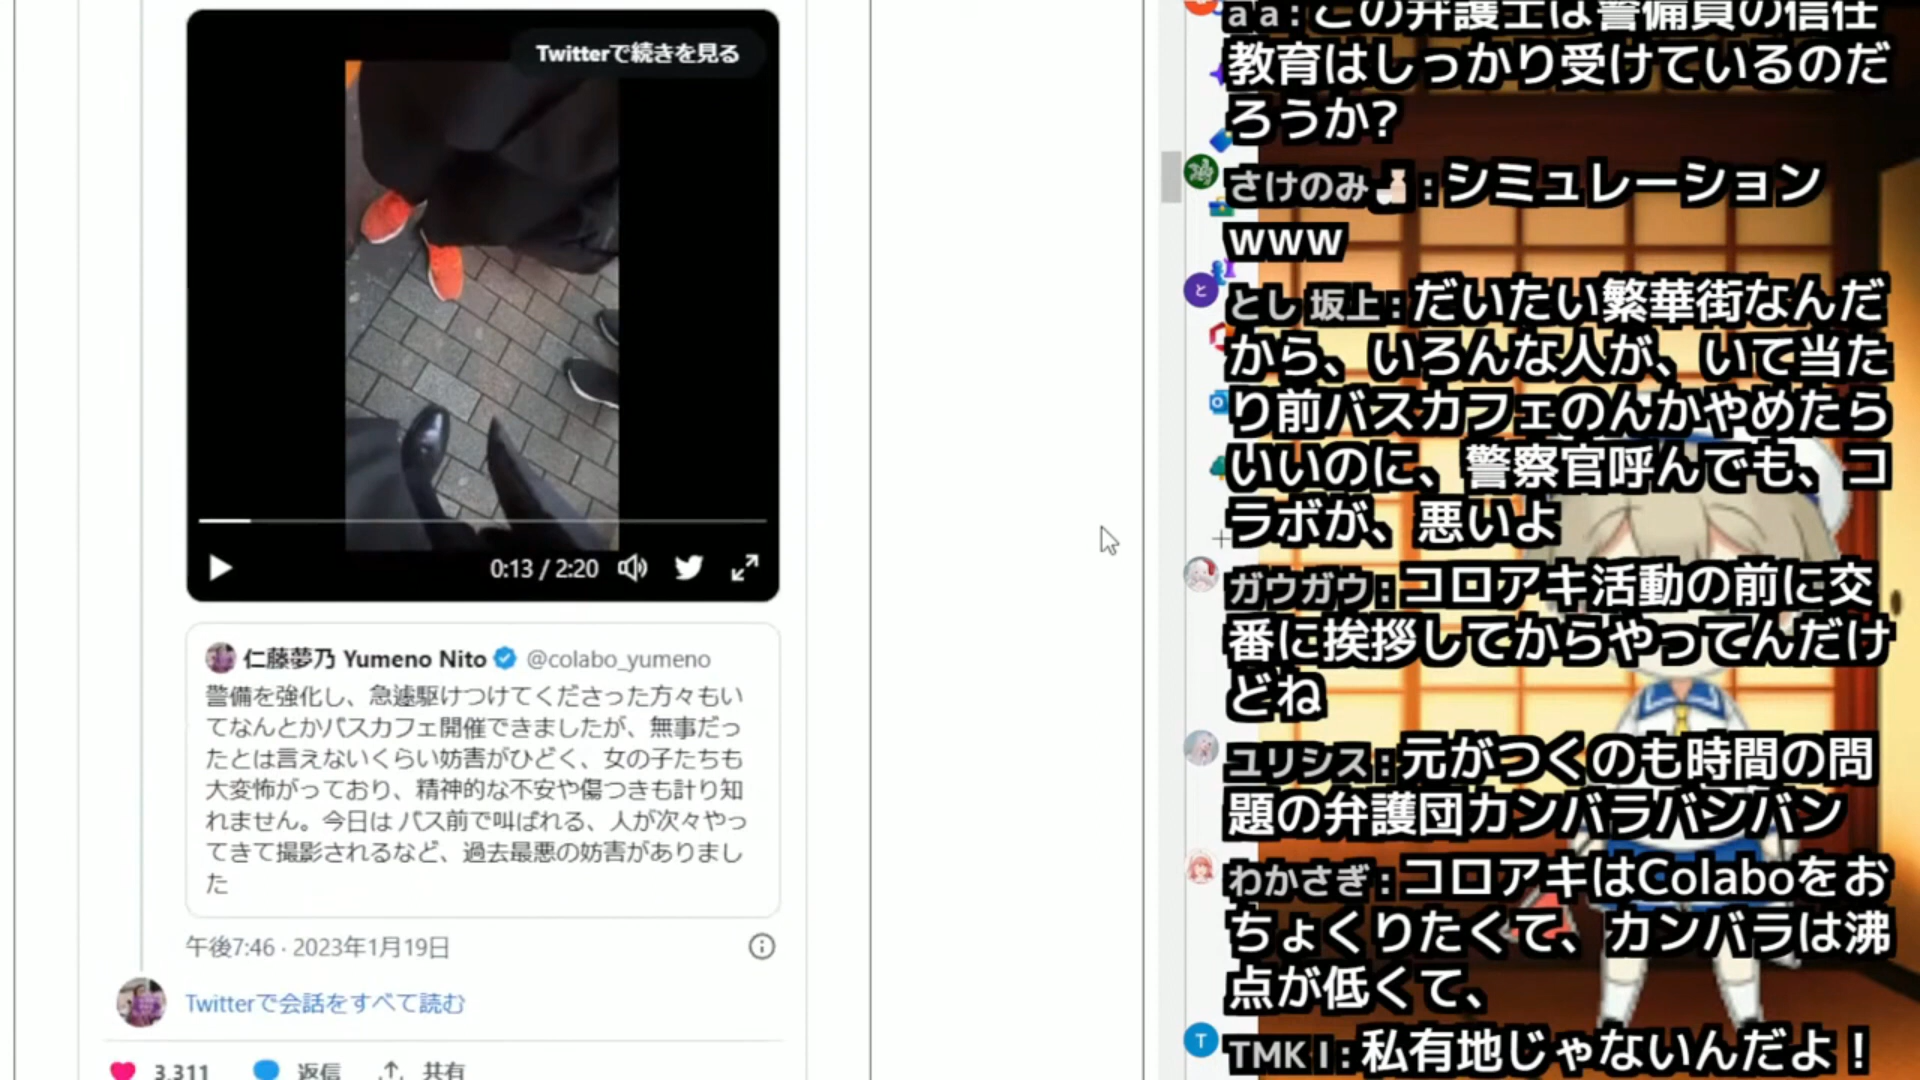 Twitterで続きを見る
0:13 / 2:20
仁藤夢乃 Yumeno Nito @colabo_yumeno
警備を強化し、急遽駆けつけてくださった方々もい
てなんとかバスカフェ開催できましたが、無事だっ
たとは言えないくらい妨害がひどく、女の子たちも
大変怖がっており、精神的な不安や傷つきも計り知
れません。今日は バス前で叫ばれる、人が次々やっ
てきて撮影されるなど、過去最悪の妨害がありまし
た
午後7:46 · 2023年1月19日
Twitterで会話をすべて読む
3,311 返信 共有
a a : この弁護士は警備員の信任
教育はしっかり受けているのだ
ろうか?
さけのみ🍶 : シミュレーション
www
と
とし 坂上 : だいたい繁華街なんだ
から、いろんな人が、いて当た
り前バスカフェのんかやめたら
いいのに、警察官呼んでも、コ
ラボが、悪いよ
ガウガウ : コロアキ活動の前に交
番に挨拶してからやってんだけ
どね
ユリシス : 元がつくのも時間の問
題の弁護団カンバラバンバン
わかさぎ : コロアキはColaboをお
ちょくりたくて、カンバラは沸
点が低くて、
T
TMK I : 私有地じゃないんだよ！